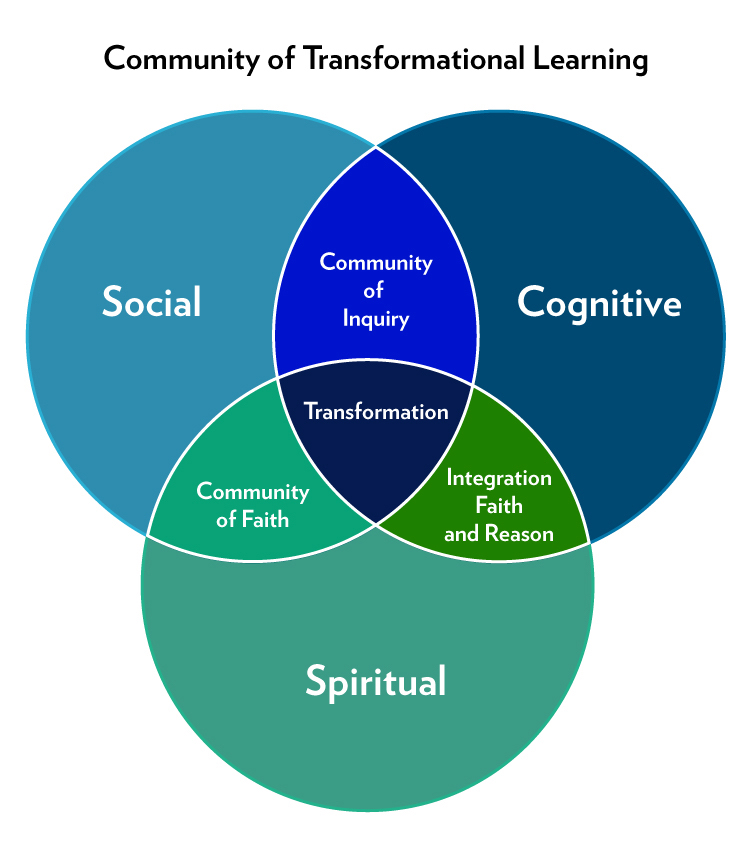 Community of Transformational Learning
Social
Community
of
Inquiry
Cognitive
Transformation
Community
of Faith
Integration
Faith
and Reason
Spiritual